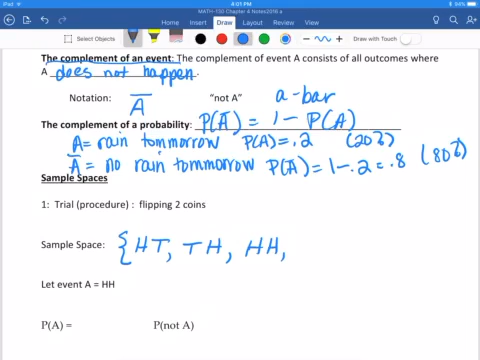 iPad
4:01 PM
94%
MATH-130 Chapter 4 Notes2016 a
Home Insert Draw Layout Review View
Select Objects
Draw with Touch
The complement of an event: The complement of event A consists of all outcomes where
A does not happen.
Notation: A̅ "not A" a-bar
The complement of a probability: P(A̅) = 1 - P(A)
A = rain tommorrow P(A) = .2 (20%)
A̅ = no rain tommorrow P(A̅) = 1 - .2 = .8 (80%)
Sample Spaces
1: Trial (procedure): flipping 2 coins
Sample Space: { HT, TH, HH,
Let event A = HH
P(A) = P(not A)